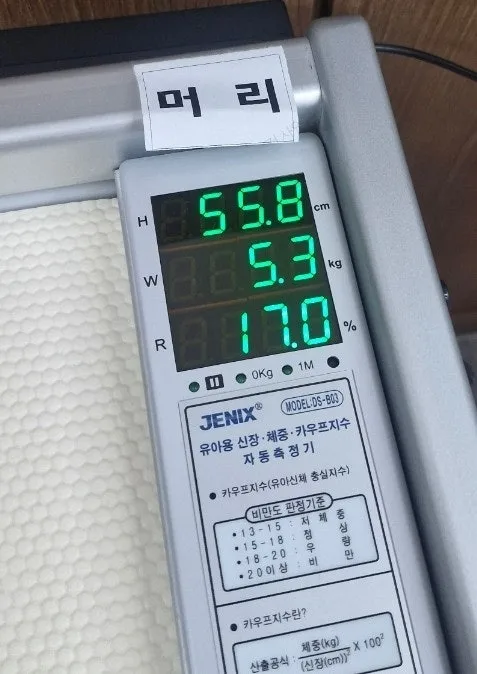 머 리
H 55.8 cm
W 5.3 kg
R 17.0 %
0Kg 1M
JENIX® MODEL:DS-B03
유아용 신장·체중·카우프지수
자동측정기
• 카우프지수(유아신체 충실지수)
비만도 판정기준
• 13-15 : 저 체 중
• 15-18 : 정 상
• 18-20 : 우 량
• 20이상 : 비 만
• 카우프지수란?
산출공식 : 체중(kg) / (신장(cm))² X 100²